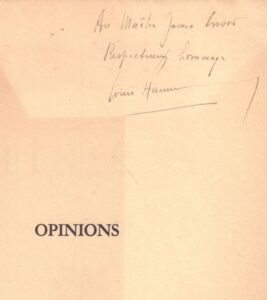 Au Maître James Ensor
Respectueux hommage
Louis
OPINIONS